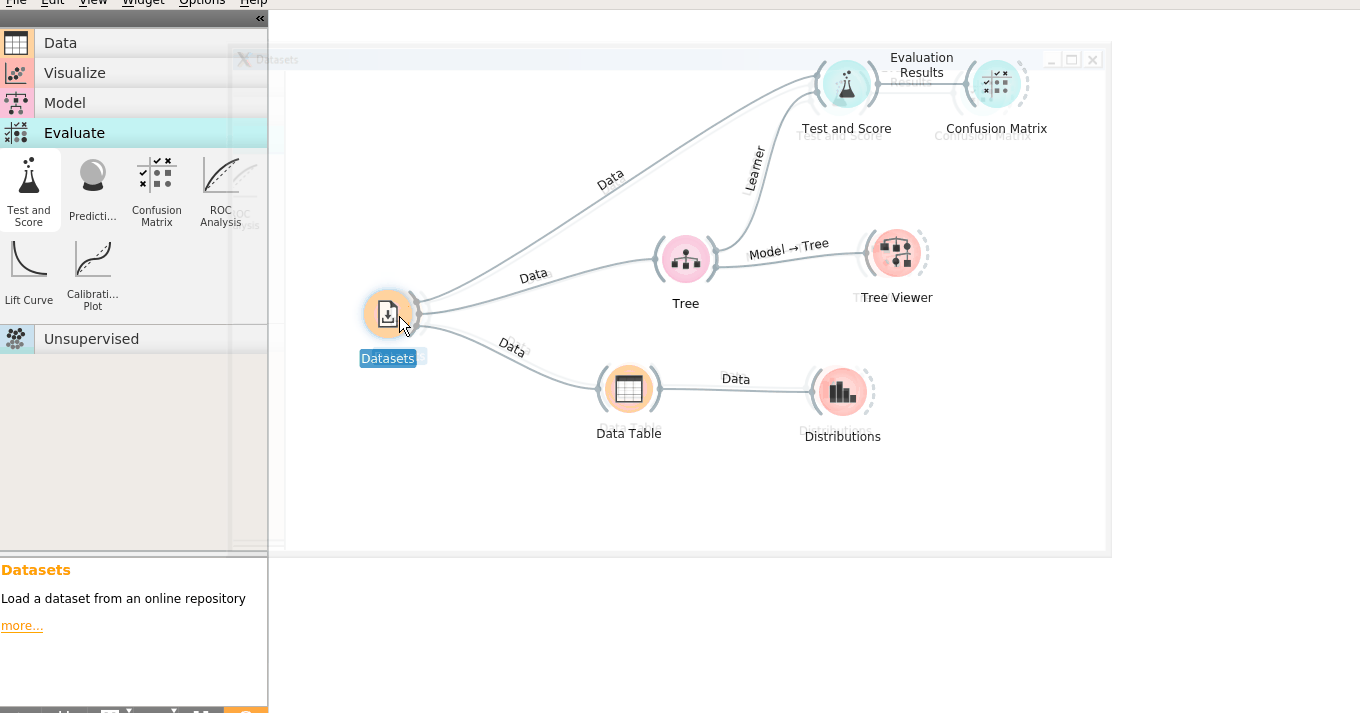 File Edit View Widget Options Help
«
Data
Visualize
Model
Evaluate
Test and Score
Predicti...
Confusion Matrix
ROC Analysis
Lift Curve
Calibrati... Plot
Unsupervised
Datasets
Load a dataset from an online repository
more...
Datasets
Evaluation
Results
Test and Score
Confusion Matrix
Data
Learner
Data
Model → Tree
Tree
Tree Viewer
Datasets
Data
Data
Data Table
Distributions